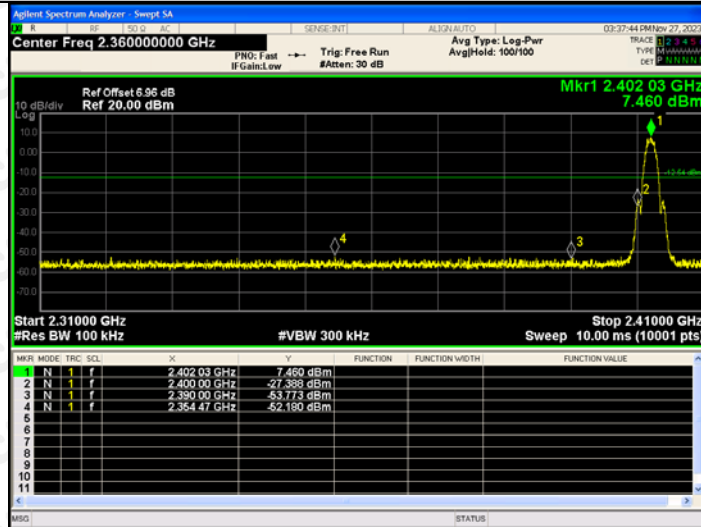 Agilent Spectrum Analyzer - Swept SA
R RF 50 Ω AC SENSE:INT ALIGN AUTO 03:37:44 PM Nov 27, 2023
Center Freq 2.360000000 GHz
PNO: Fast
IFGain:Low
Trig: Free Run
#Atten: 30 dB
Avg Type: Log-Pwr
Avg|Hold: 100/100
TRACE 1 2 3 4 5
TYPE M
DET P N N N N
Mkr1 2.402 03 GHz
7.460 dBm
Ref Offset 6.96 dB
10 dB/div Ref 20.00 dBm
Log
10.0
0.00
-10.0
-20.0
-30.0
-40.0
-50.0
-60.0
-70.0
1
-12.54 dBm
2
3
4
Start 2.31000 GHz Stop 2.41000 GHz
#Res BW 100 kHz #VBW 300 kHz Sweep 10.00 ms (10001 pts)
MKR MODE TRC SCL X Y FUNCTION FUNCTION WIDTH FUNCTION VALUE
1 N 1 f 2.402 03 GHz 7.460 dBm
2 N 1 f 2.400 00 GHz -27.388 dBm
3 N 1 f 2.390 00 GHz -53.773 dBm
4 N 1 f 2.354 47 GHz -52.180 dBm
5
6
7
8
9
10
11
MSG STATUS